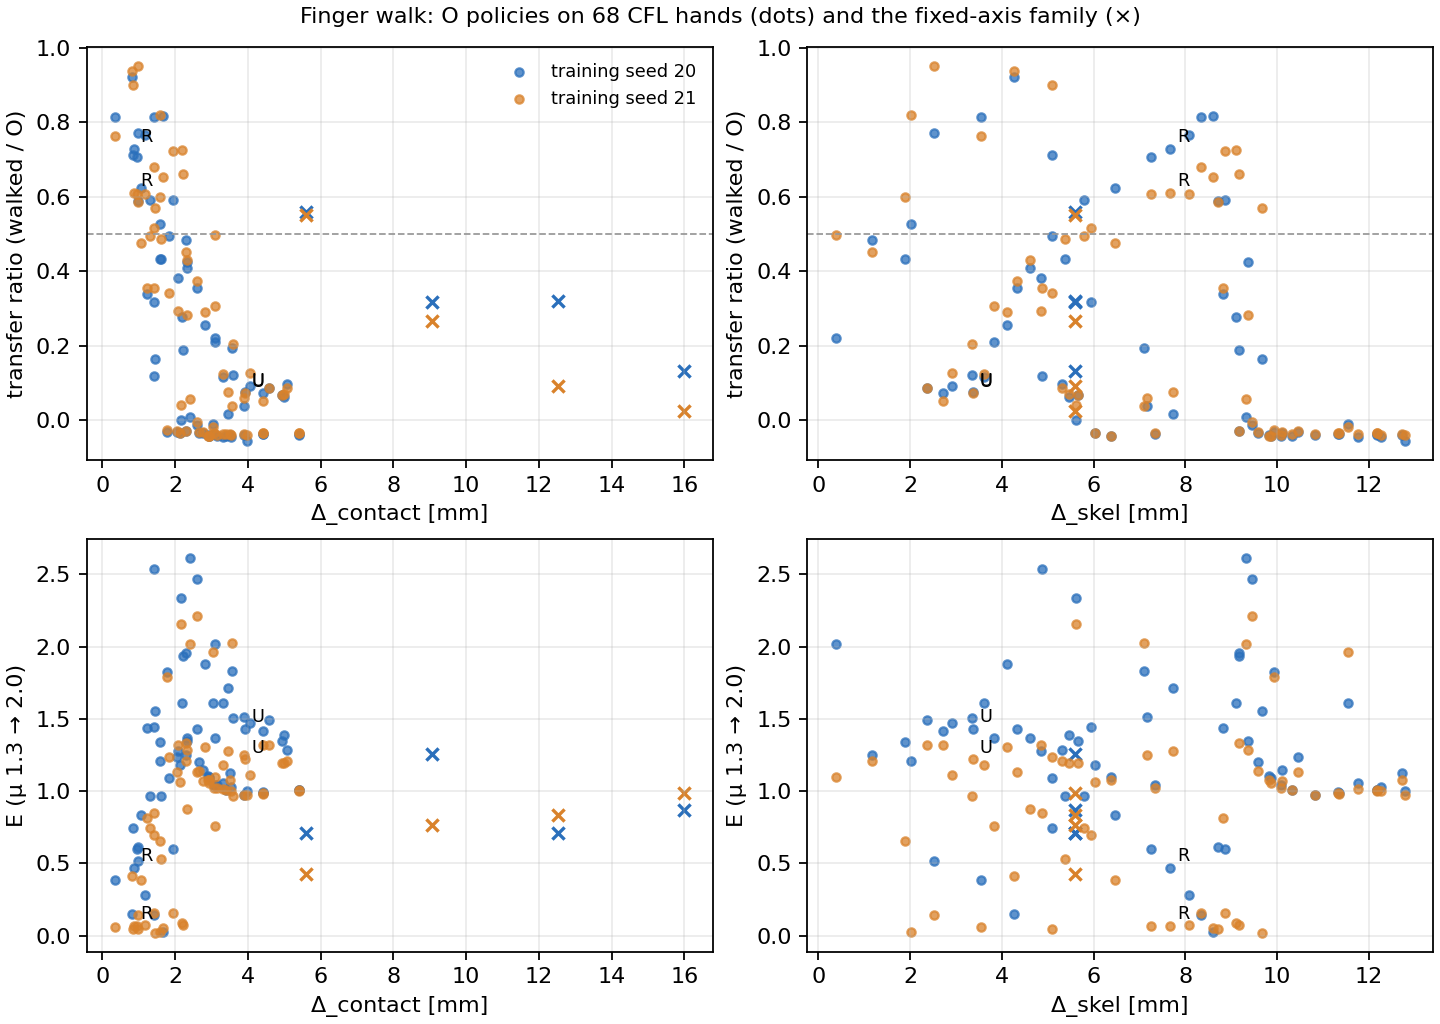 Finger walk: O policies on 68 CFL hands (dots) and the fixed-axis family (×)
transfer ratio (walked / O)
1.0
0.8
0.6
0.4
0.2
0.0
training seed 20
training seed 21
R
R
U
U
0 2 4 6 8 10 12 14 16
Δ_contact [mm]
transfer ratio (walked / O)
1.0
0.8
0.6
0.4
0.2
0.0
R
R
U
U
0 2 4 6 8 10 12
Δ_skel [mm]
E (μ 1.3 → 2.0)
2.5
2.0
1.5
1.0
0.5
0.0
U
U
R
R
0 2 4 6 8 10 12 14 16
Δ_contact [mm]
E (μ 1.3 → 2.0)
2.5
2.0
1.5
1.0
0.5
0.0
U
U
R
R
0 2 4 6 8 10 12
Δ_skel [mm]